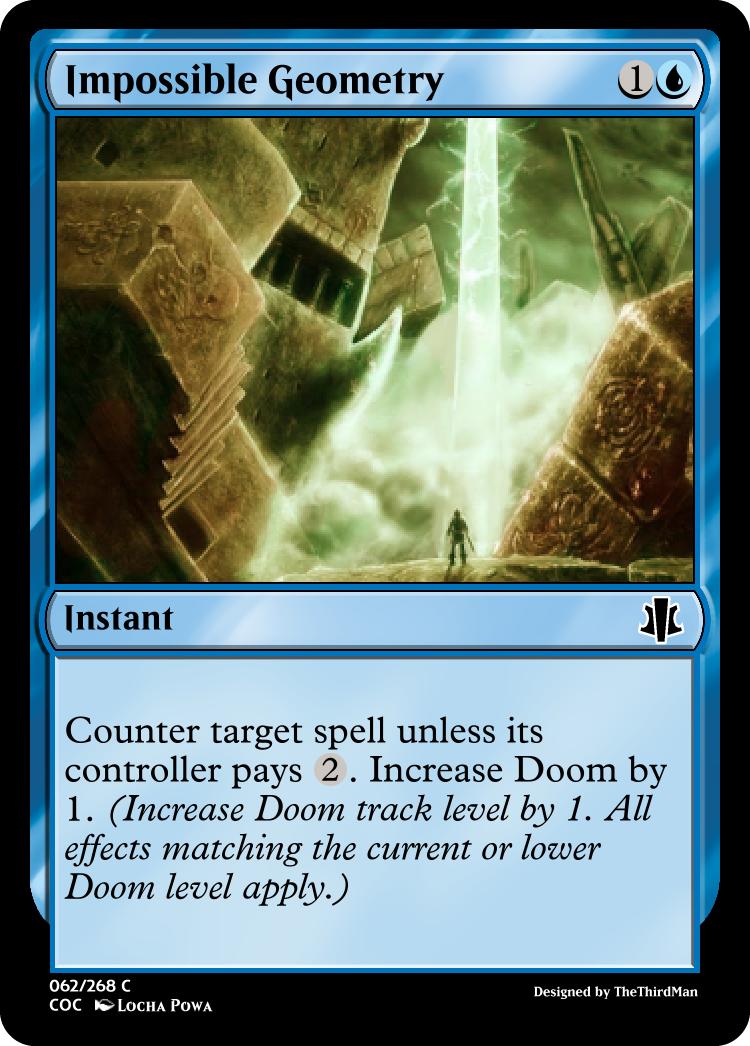 Impossible Geometry 1
Instant
Counter target spell unless its
controller pays 2. Increase Doom by
1. (Increase Doom track level by 1. All
effects matching the current or lower
Doom level apply.)
062/268 C
COC Locha Powa
Designed by TheThirdMan